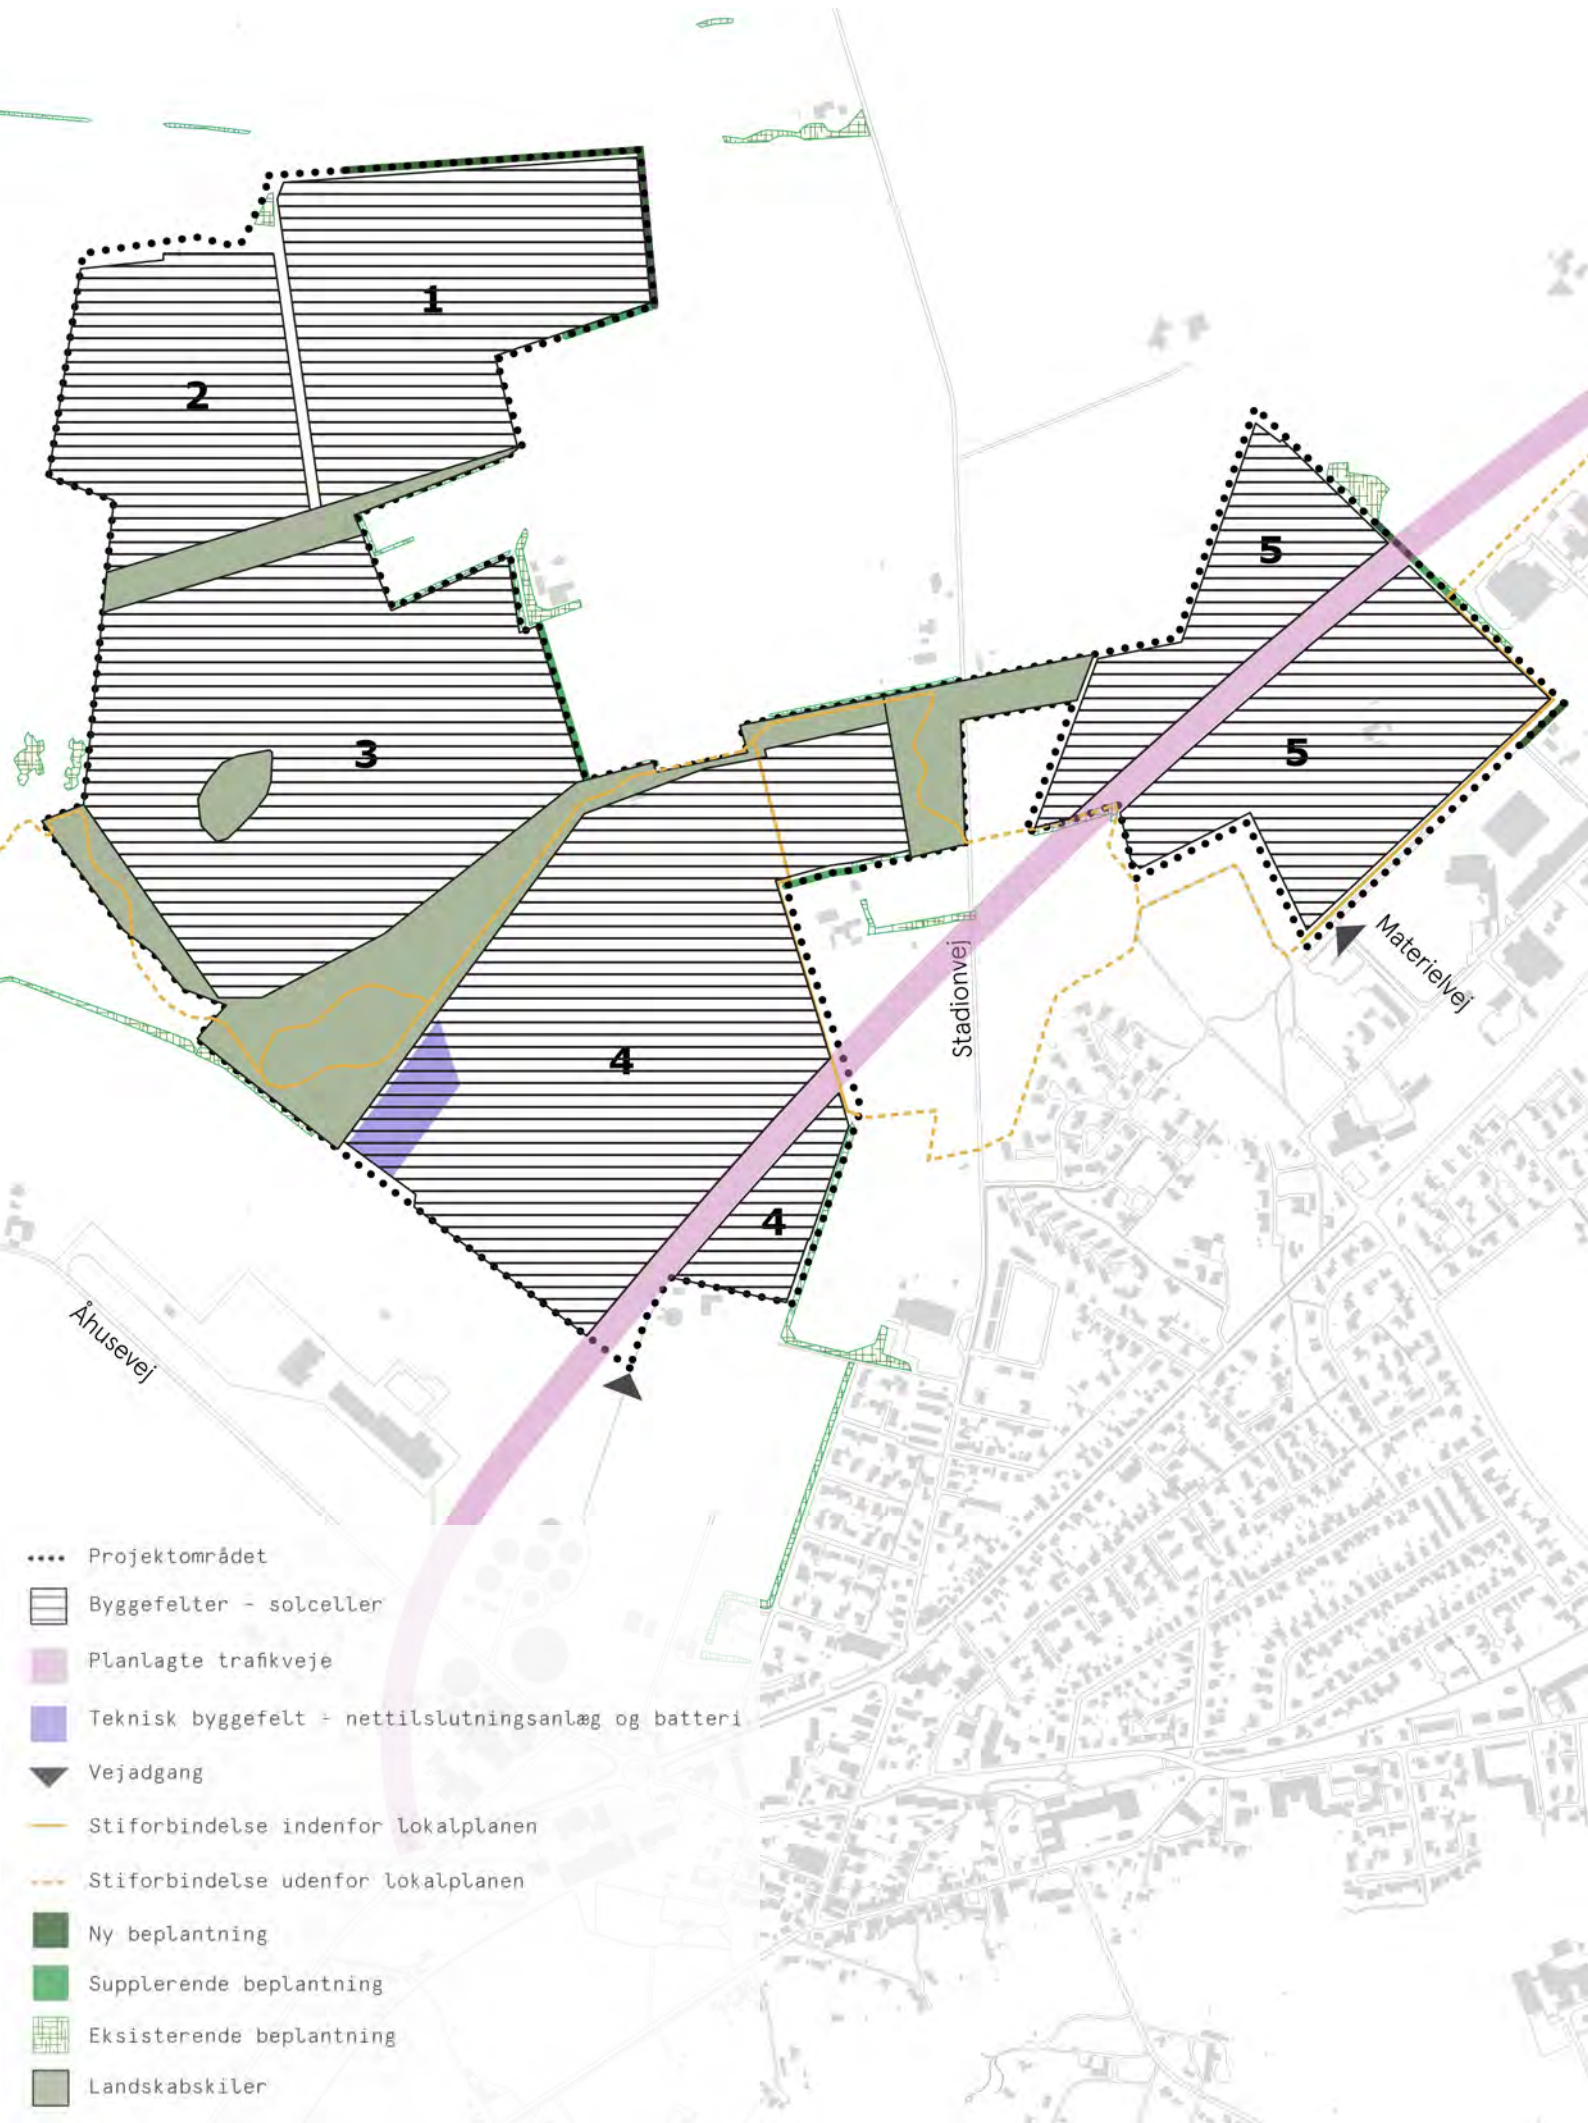 1
2
5
3
5
4
4
Stadionvej
Materielvej
Åhusevej
Projektområdet
Byggefelter - solceller
Planlagte trafikveje
Teknisk byggefelt - nettilslutningsanlæg og batteri
Vejadgang
Stiforbindelse indenfor lokalplanen
Stiforbindelse udenfor lokalplanen
Ny beplantning
Supplerende beplantning
Eksisterende beplantning
Landskabskiler